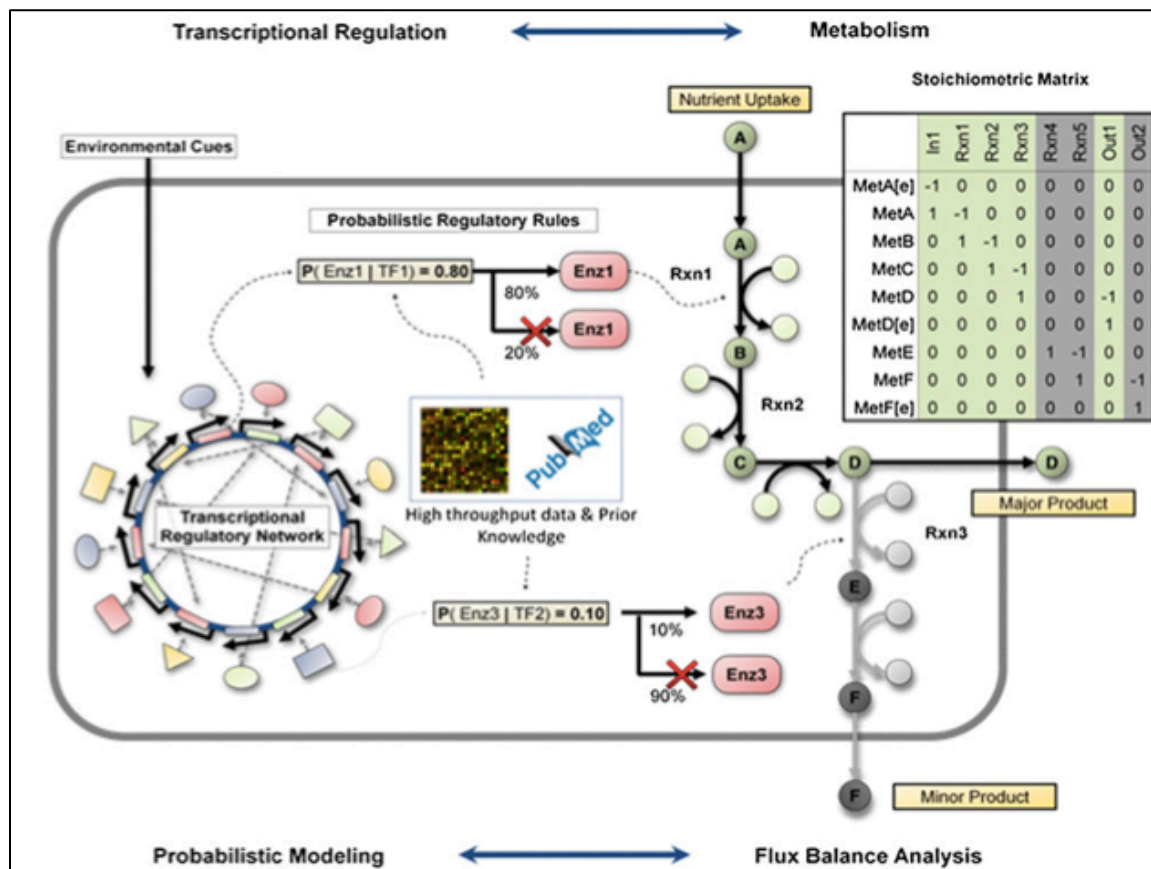 Transcriptional Regulation
Metabolism
Stoichiometric Matrix
Nutrient Uptake
In1 Rxn1 Rxn2 Rxn3 Rxn4 Rxn5 Out1 Out2
MetA[e] -1 0 0 0 0 0 0 0
MetA 1 -1 0 0 0 0 0 0
MetB 0 1 -1 0 0 0 0 0
MetC 0 0 1 -1 0 0 0 0
MetD 0 0 0 1 0 0 -1 0
MetD[e] 0 0 0 0 0 0 1 0
MetE 0 0 0 0 1 -1 0 0
MetF 0 0 0 0 0 1 0 -1
MetF[e] 0 0 0 0 0 0 0 1
Environmental Cues
Probabilistic Regulatory Rules
P( Enz1 | TF1) = 0.80
80%
Enz1
20%
Enz1
A
A
Rxn1
B
Rxn2
C
D
D
Major Product
Rxn3
E
F
F
Minor Product
PubMed
High throughput data & Prior
Knowledge
Transcriptional
Regulatory Network
P( Enz3 | TF2) = 0.10
10%
Enz3
90%
Enz3
Probabilistic Modeling
Flux Balance Analysis